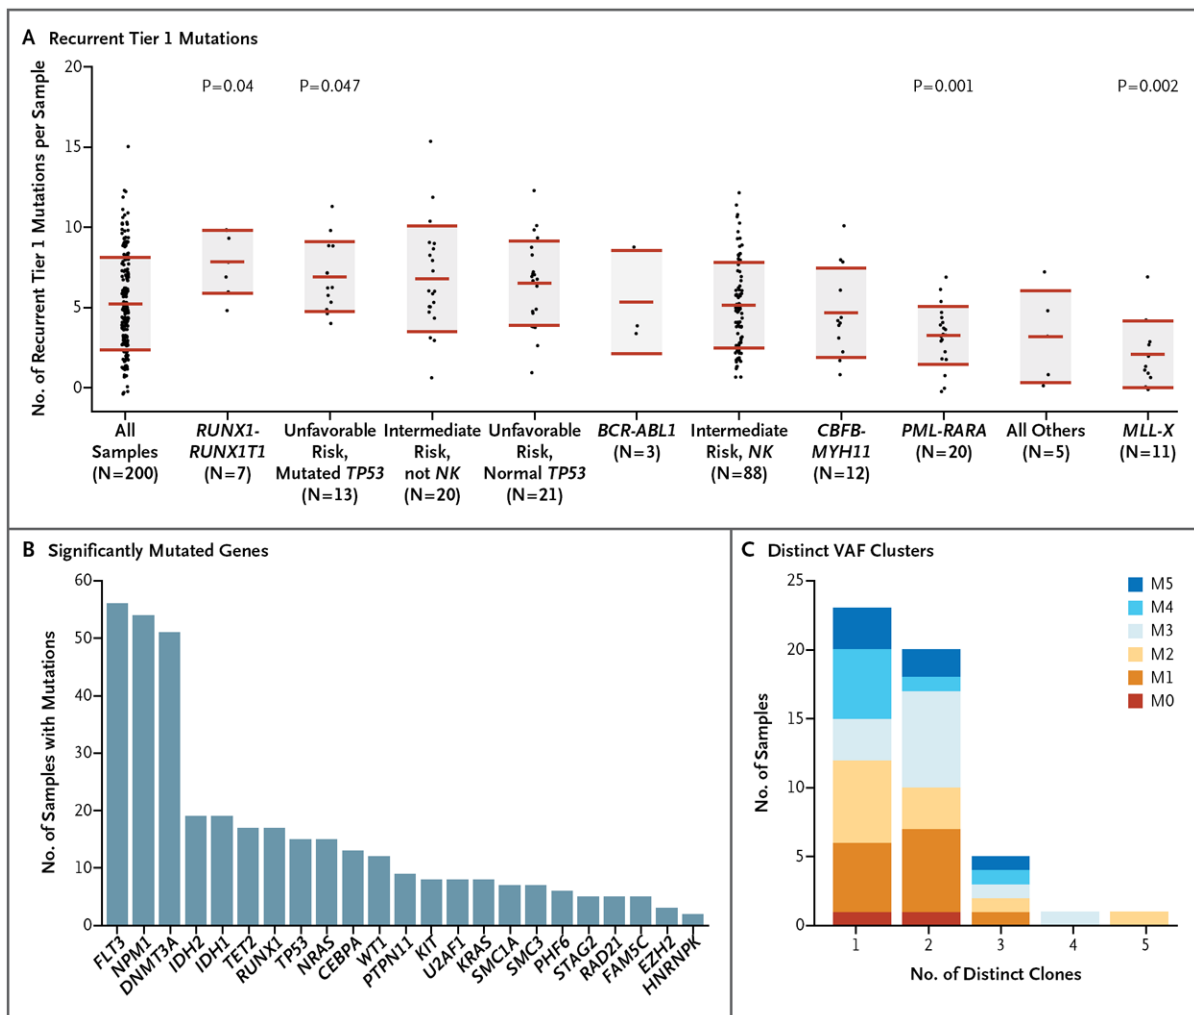 A Recurrent Tier 1 Mutations
No. of Recurrent Tier 1 Mutations per Sample
20
15
10
5
0
P=0.04
P=0.047
P=0.001
P=0.002
All
Samples
(N=200)
RUNX1-
RUNX1T1
(N=7)
Unfavorable
Risk,
Mutated TP53
(N=13)
Intermediate
Risk,
not NK
(N=20)
Unfavorable
Risk,
Normal TP53
(N=21)
BCR-ABL1
(N=3)
Intermediate
Risk, NK
(N=88)
CBFB-
MYH11
(N=12)
PML-RARA
(N=20)
All Others
(N=5)
MLL-X
(N=11)
B Significantly Mutated Genes
No. of Samples with Mutations
60
50
40
30
20
10
0
FLT3
NPM1
DNMT3A
IDH2
IDH1
TET2
RUNX1
TP53
NRAS
CEBPA
WT1
PTPN11
KIT
U2AF1
KRAS
SMC1A
SMC3
PHF6
STAG2
RAD21
FAM5C
EZH2
HNRNPK
C Distinct VAF Clusters
No. of Samples
25
20
15
10
5
0
M5
M4
M3
M2
M1
M0
1
2
3
4
5
No. of Distinct Clones